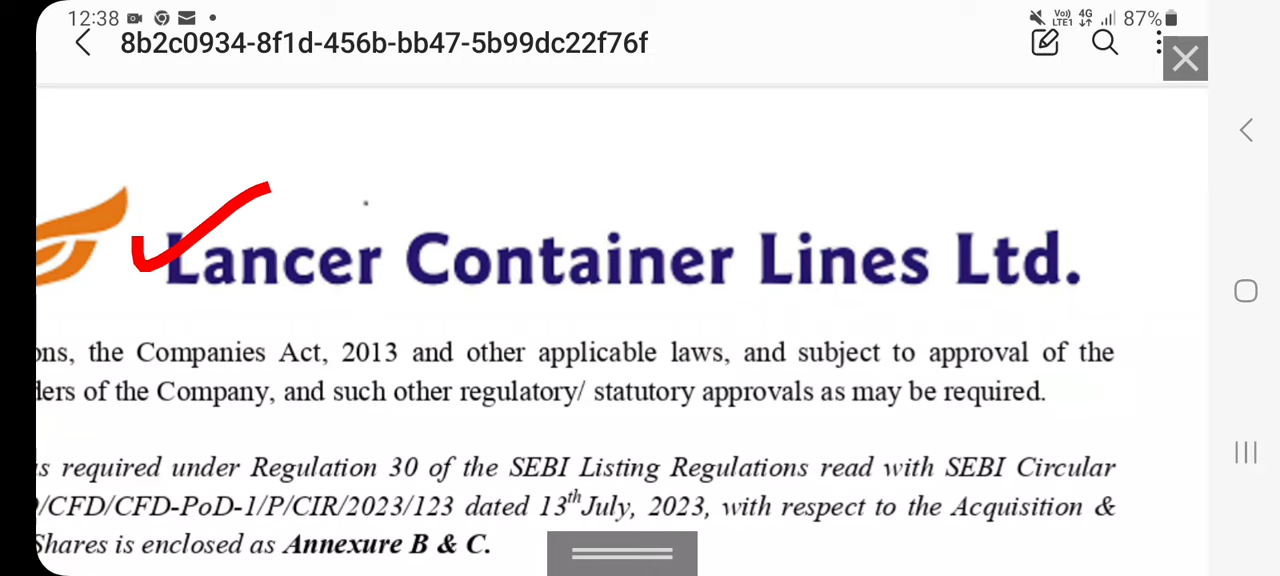 12:38
Vo) 4G LTE1 87%
8b2c0934-8f1d-456b-bb47-5b99dc22f76f
Lancer Container Lines Ltd.
ons, the Companies Act, 2013 and other applicable laws, and subject to approval of the
ders of the Company, and such other regulatory/ statutory approvals as may be required.
s required under Regulation 30 of the SEBI Listing Regulations read with SEBI Circular
/CFD/CFD-PoD-1/P/CIR/2023/123 dated 13th July, 2023, with respect to the Acquisition &
Shares is enclosed as Annexure B & C.